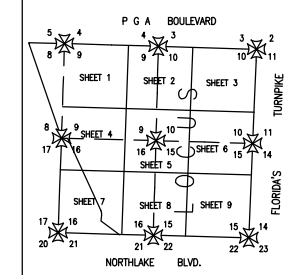 P G A BOULEVARD
5 4
8 9
4 3
9 10
3 2
10 11
SHEET 1
SHEET 2
SHEET 3
TURNPIKE
FLORIDA'S
LOCUS
8 9
17 16
SHEET 4
9 10
16 15
SHEET 6
10 11
15 14
SHEET 5
SHEET 7
SHEET 8
SHEET 9
17 16
20 21
16 15
21 22
15 14
22 23
NORTHLAKE BLVD.